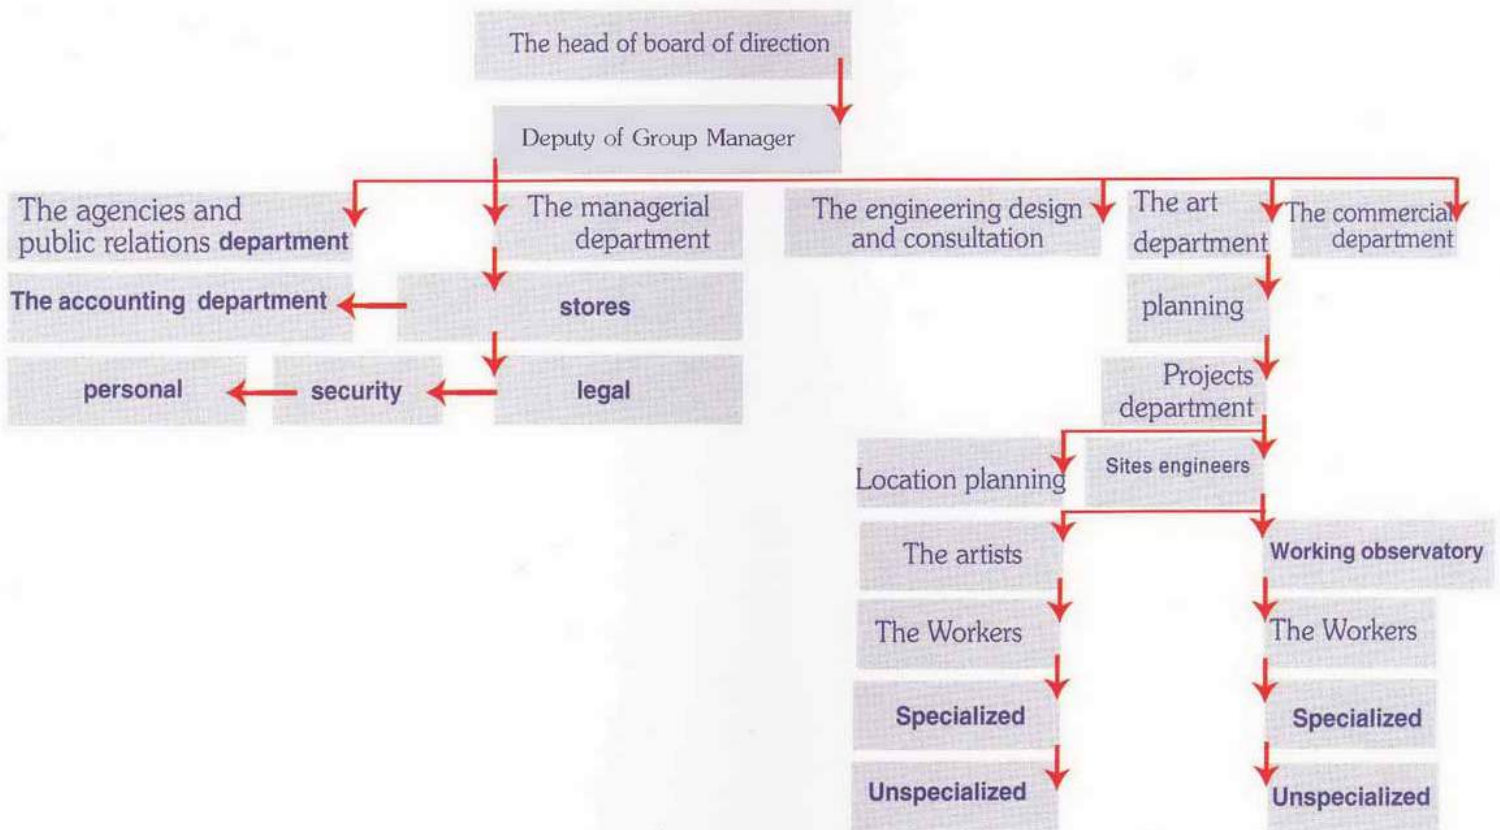 The head of board of direction
Deputy of Group Manager
The agencies and
public relations department
The managerial
department
The engineering design
and consultation
The art
department
The commercial
department
The accounting department
stores
planning
personal
security
legal
Projects
department
Location planning
Sites engineers
The artists
Working observatory
The Workers
The Workers
Specialized
Specialized
Unspecialized
Unspecialized